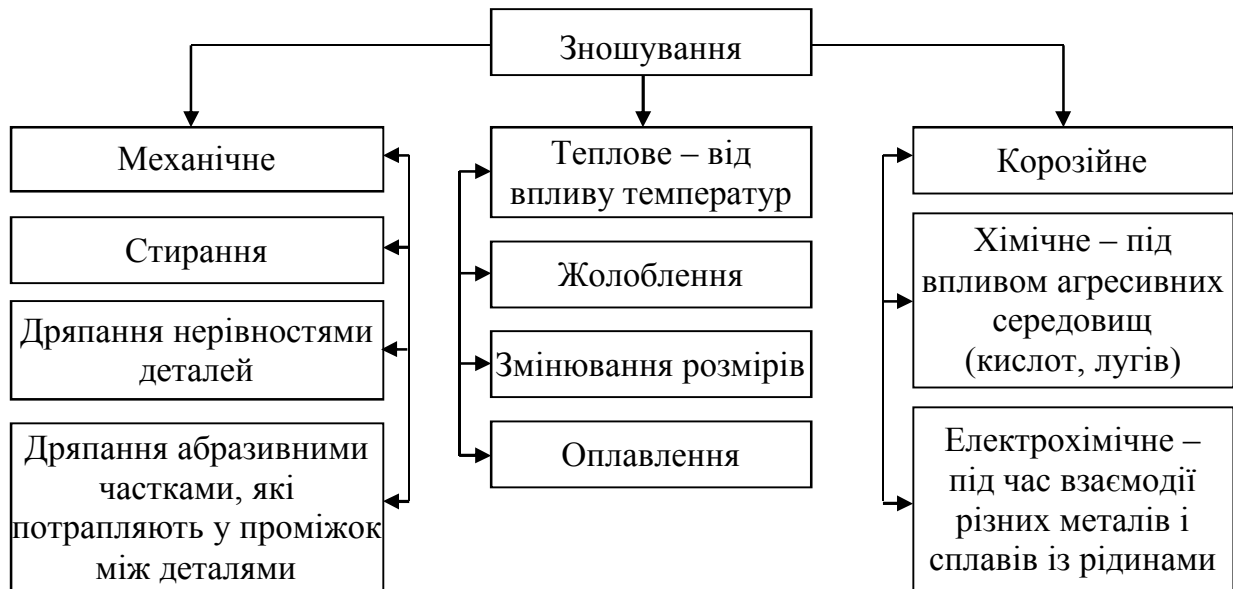 Зношування
Механічне
Стирання
Дряпання нерівностями
деталей
Дряпання абразивними
частками, які
потрапляють у проміжок
між деталями
Теплове – від
впливу температур
Жолоблення
Змінювання розмірів
Оплавлення
Корозійне
Хімічне – під
впливом агресивних
середовищ
(кислот, лугів)
Електрохімічне –
під час взаємодії
різних металів і
сплавів із рідинами